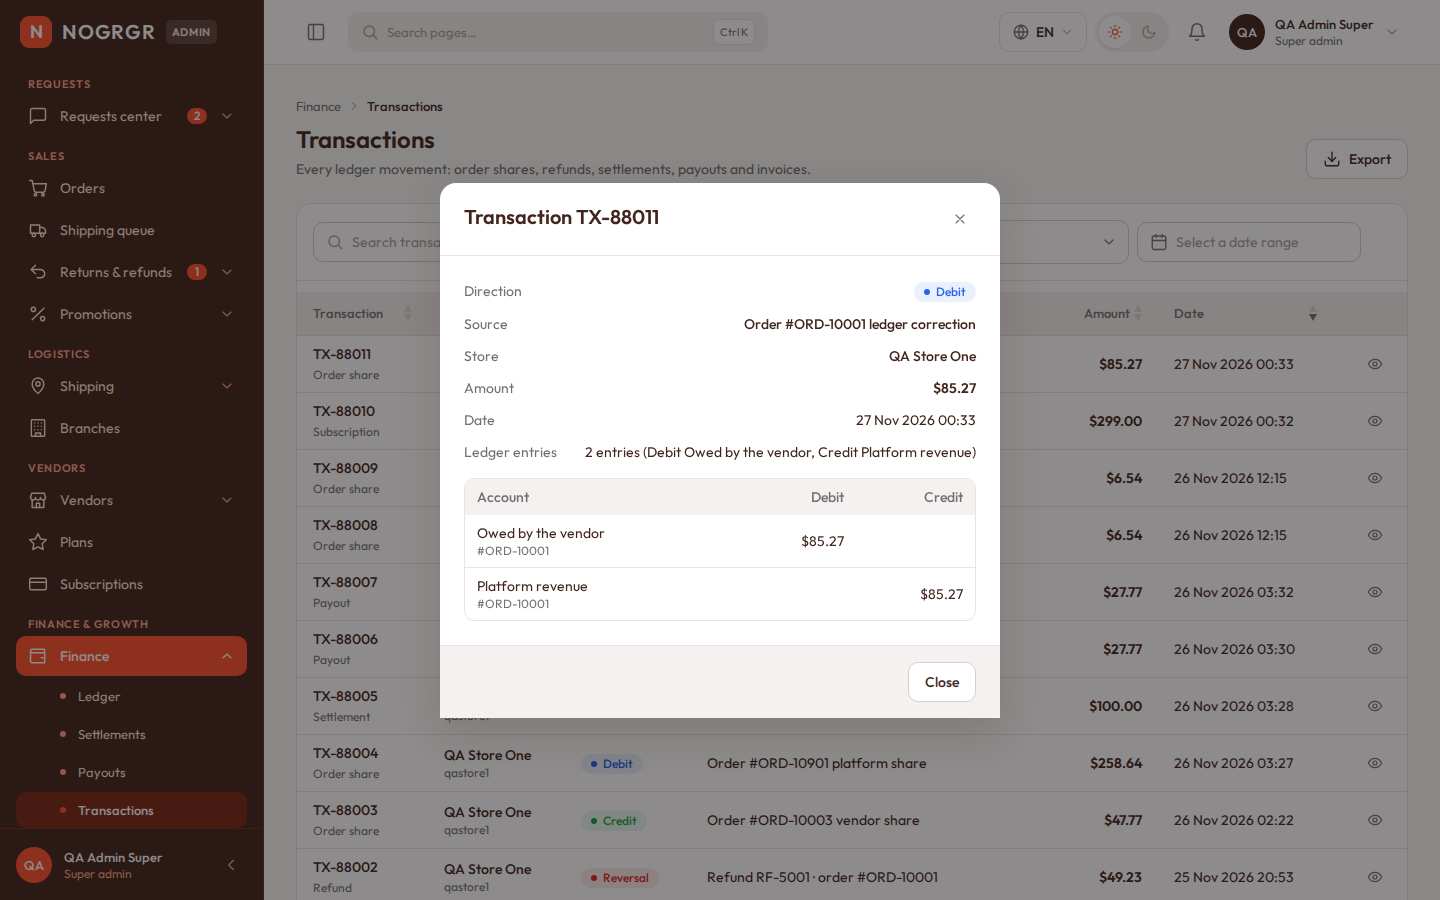 N NOGRGR ADMIN
Search pages...
Ctrl K
EN
QA
QA Admin Super
Super admin
REQUESTS
Requests center 2
SALES
Orders
Shipping queue
Returns & refunds 1
Promotions
LOGISTICS
Shipping
Branches
VENDORS
Vendors
Plans
Subscriptions
FINANCE & GROWTH
Finance
Ledger
Settlements
Payouts
Transactions
QA
QA Admin Super
Super admin
Finance > Transactions
Transactions
Every ledger movement: order shares, refunds, settlements, payouts and invoices.
Export
Search transa
Select a date range
Transaction Amount Date
TX-88011
Order share
$85.27 27 Nov 2026 00:33
TX-88010
Subscription
$299.00 27 Nov 2026 00:32
TX-88009
Order share
$6.54 26 Nov 2026 12:15
TX-88008
Order share
$6.54 26 Nov 2026 12:15
TX-88007
Payout
$27.77 26 Nov 2026 03:32
TX-88006
Payout
$27.77 26 Nov 2026 03:30
TX-88005
Settlement
$100.00 26 Nov 2026 03:28
TX-88004
Order share
QA Store One
qastore1
Debit
Order #ORD-10901 platform share
$258.64 26 Nov 2026 03:27
TX-88003
Order share
QA Store One
qastore1
Credit
Order #ORD-10003 vendor share
$47.77 26 Nov 2026 02:22
TX-88002
Refund
QA Store One
qastore1
Reversal
Refund RF-5001 · order #ORD-10001
$49.23 25 Nov 2026 20:53
Transaction TX-88011
Direction Debit
Source Order #ORD-10001 ledger correction
Store QA Store One
Amount $85.27
Date 27 Nov 2026 00:33
Ledger entries 2 entries (Debit Owed by the vendor, Credit Platform revenue)
Account Debit Credit
Owed by the vendor
#ORD-10001
$85.27
Platform revenue
#ORD-10001
$85.27
Close